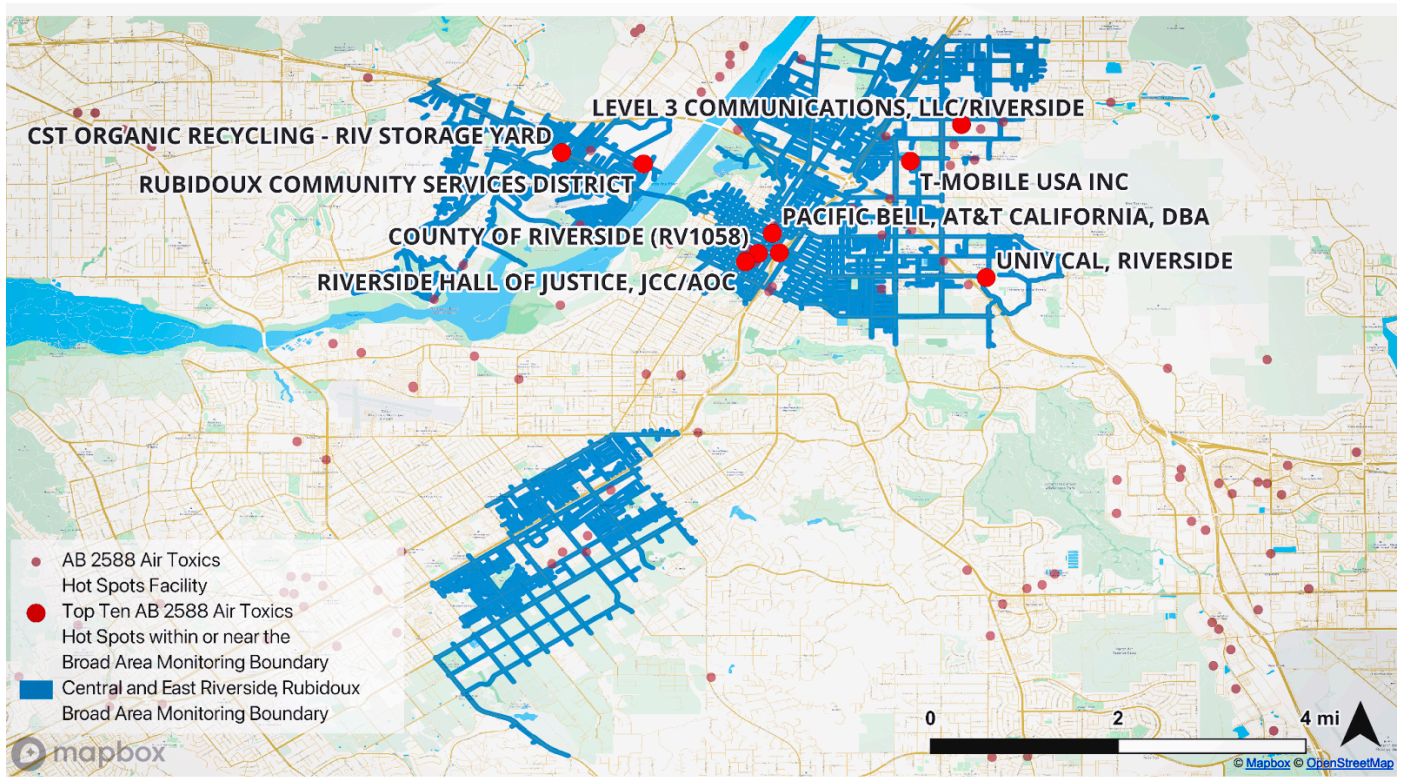 LEVEL 3 COMMUNICATIONS, LLC/RIVERSIDE
CST ORGANIC RECYCLING - RIV STORAGE YARD
RUBIDOUX COMMUNITY SERVICES DISTRICT
T-MOBILE USA INC
PACIFIC BELL, AT&T CALIFORNIA, DBA
COUNTY OF RIVERSIDE (RV1058)
UNIV CAL, RIVERSIDE
RIVERSIDE HALL OF JUSTICE, JCC/AOC
AB 2588 Air Toxics
Hot Spots Facility
Top Ten AB 2588 Air Toxics
Hot Spots within or near the
Broad Area Monitoring Boundary
Central and East Riverside, Rubidoux
Broad Area Monitoring Boundary
0 2 4 mi
mapbox
© Mapbox © OpenStreetMap